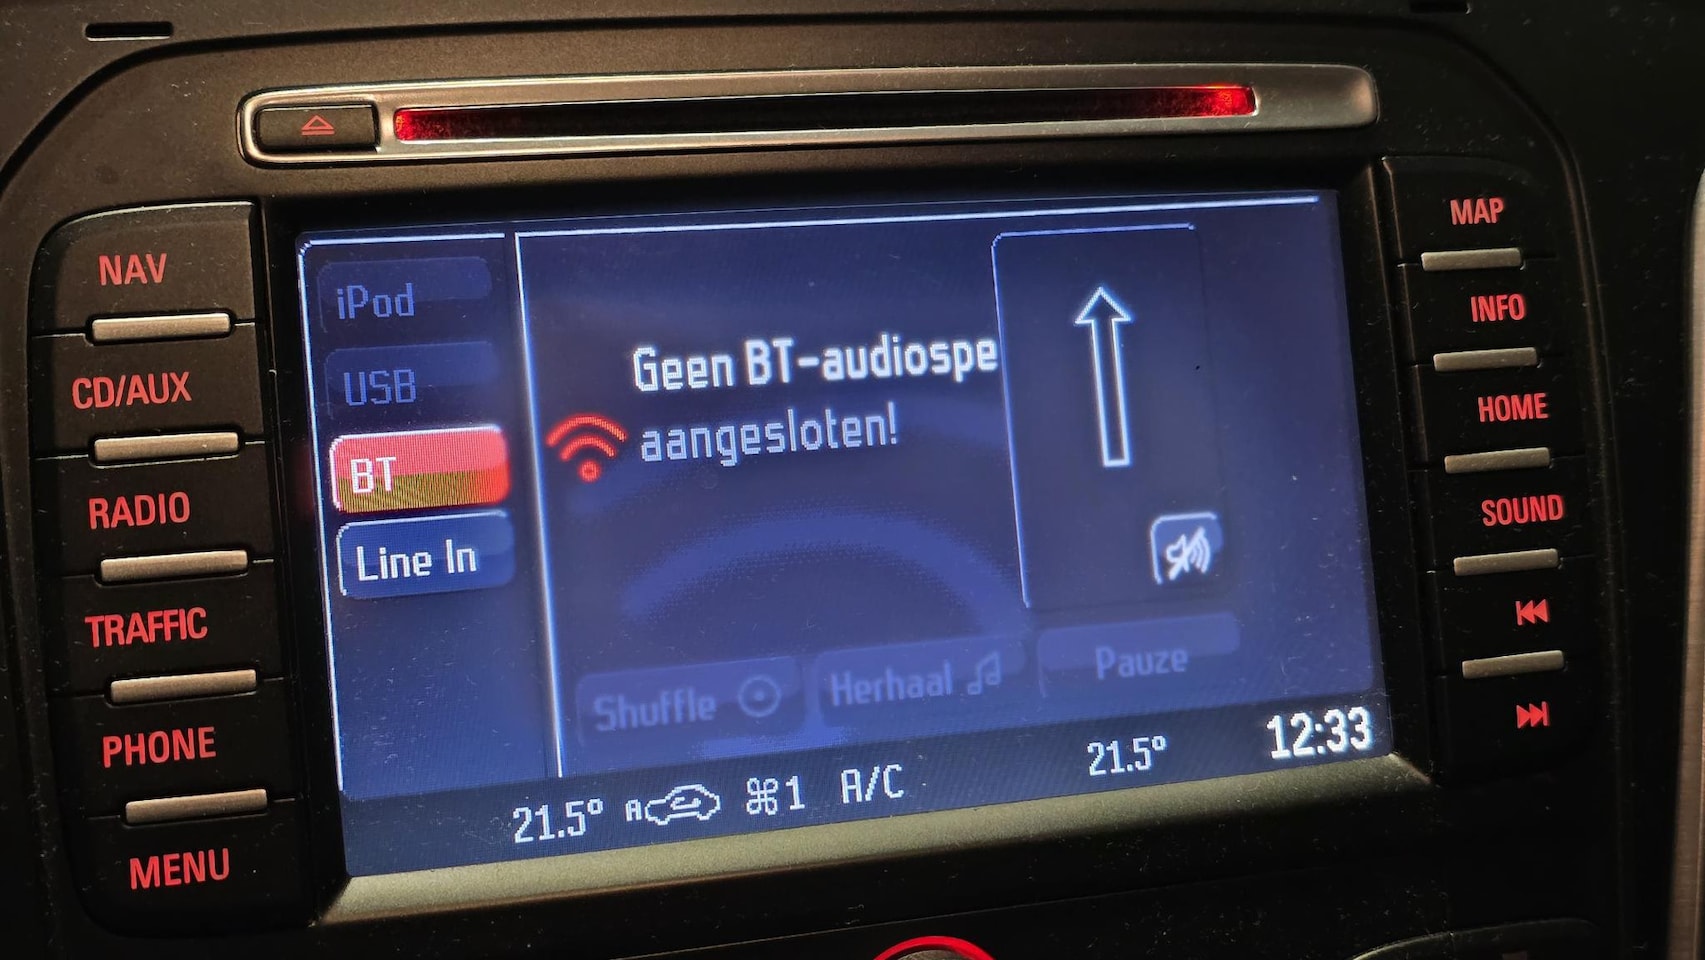 NAV
CD/AUX
RADIO
TRAFFIC
PHONE
MENU
iPod
USB
BT
Line In
Geen BT-audiospe
aangesloten!
Shuffle
Herhaal
Pauze
21.5° A 1 A/C 21.5° 12:33
MAP
INFO
HOME
SOUND